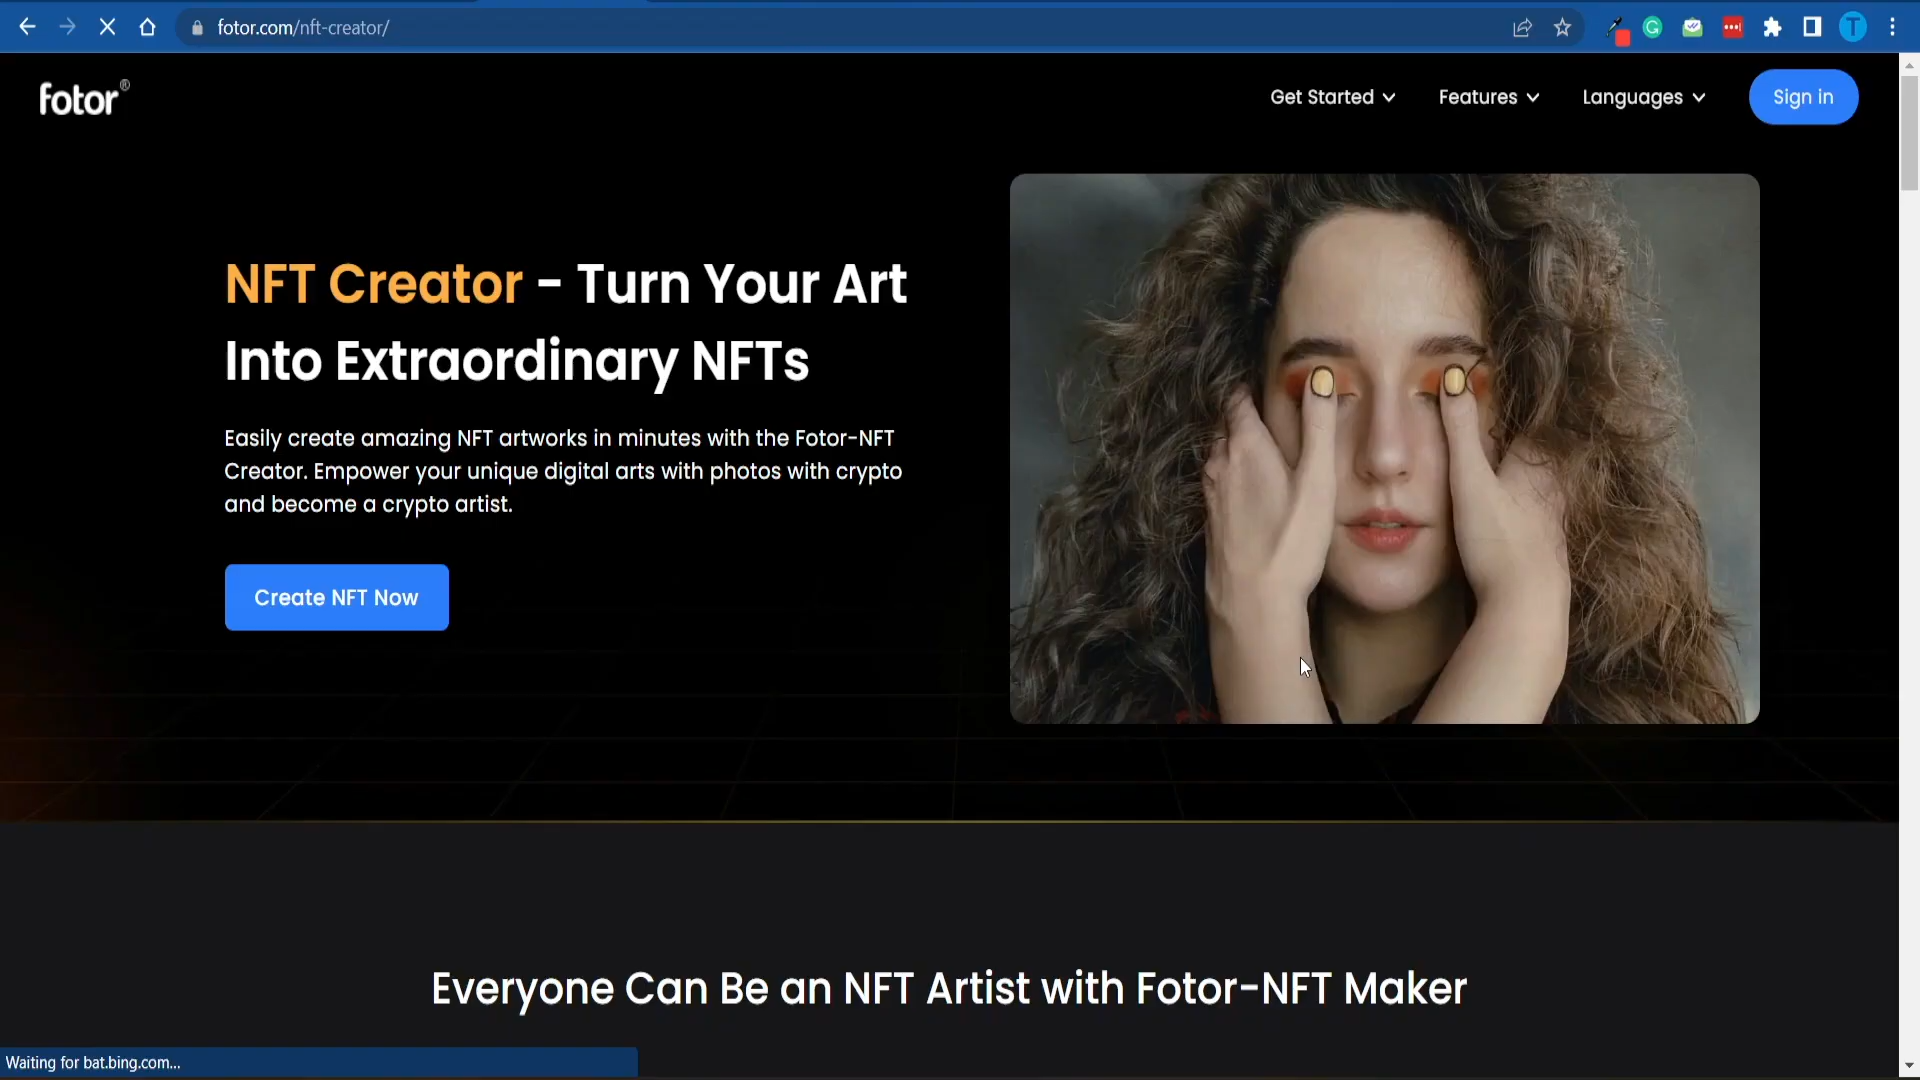 fotor.com/nft-creator/
G
T
fotor®
Get Started
Features
Languages
Sign in
NFT Creator - Turn Your Art
Into Extraordinary NFTs
Easily create amazing NFT artworks in minutes with the Fotor-NFT
Creator. Empower your unique digital arts with photos with crypto
and become a crypto artist.
Create NFT Now
Everyone Can Be an NFT Artist with Fotor-NFT Maker
Waiting for bat.bing.com...